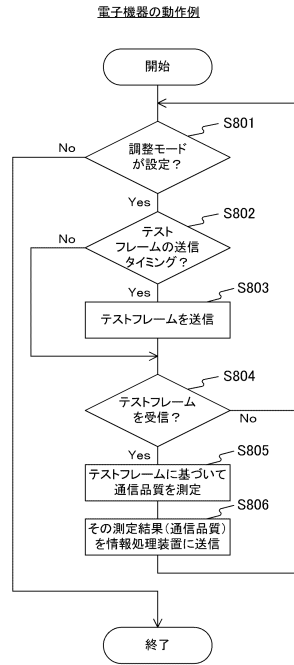 電子機器の動作例
開始
S801
調整モード
が設定？
No
Yes
S802
テスト
フレームの送信
タイミング？
No
Yes
S803
テストフレームを送信
S804
テストフレーム
を受信？
No
Yes
S805
テストフレームに基づいて
通信品質を測定
S806
その測定結果(通信品質)
を情報処理装置に送信
終了